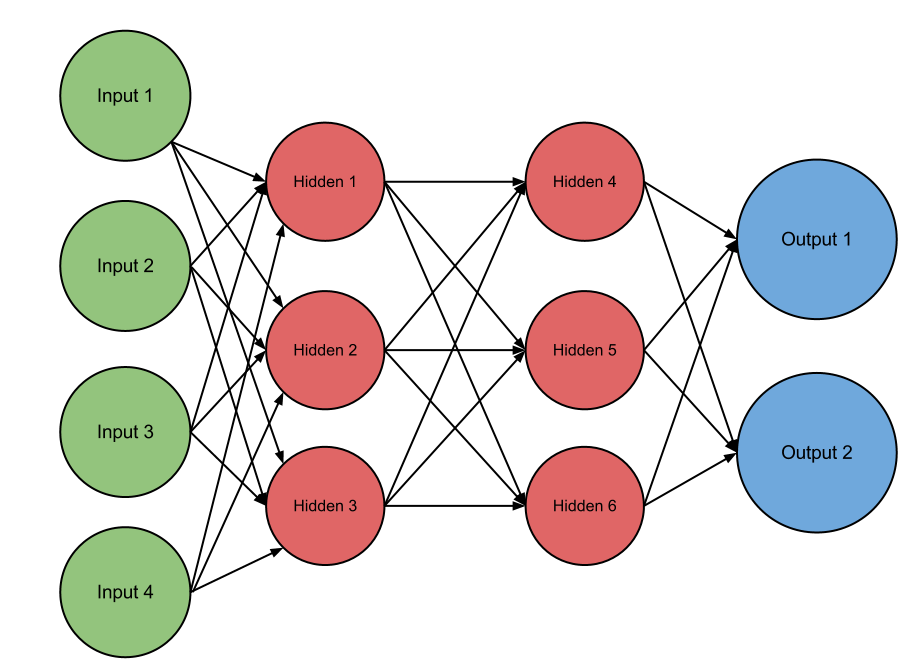 Input 1
Input 2
Input 3
Input 4
Hidden 1
Hidden 2
Hidden 3
Hidden 4
Hidden 5
Hidden 6
Output 1
Output 2